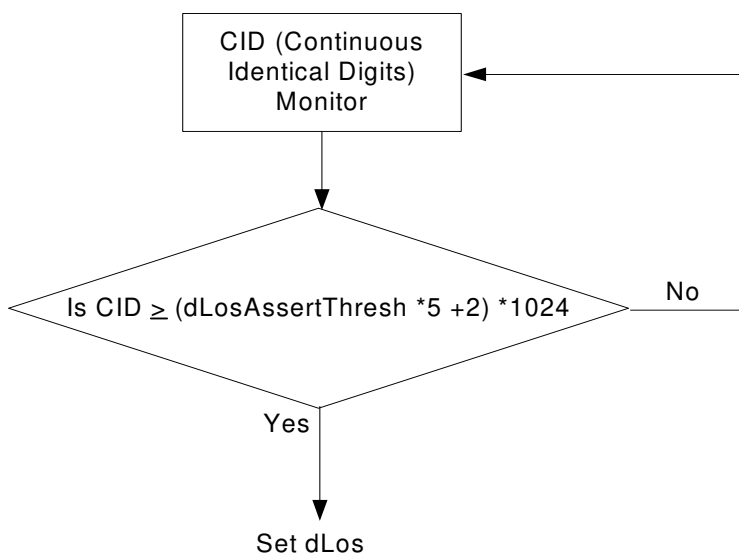 CID (Continuous
Identical Digits)
Monitor
Is CID ≥ (dLosAssertThresh *5 +2) *1024
No
Yes
Set dLos